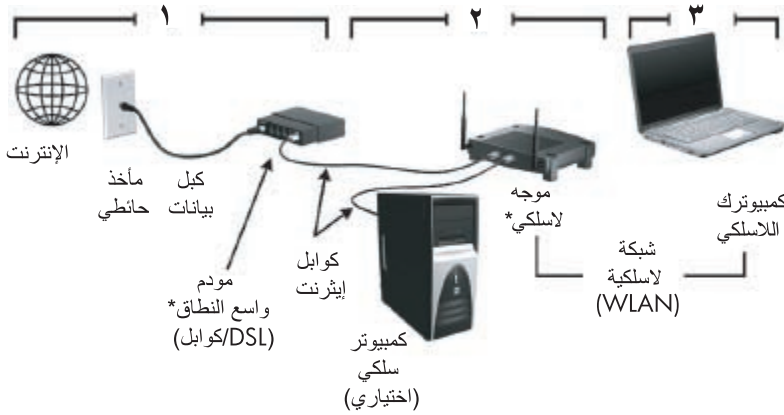 ١
٢
٣
الإنترنت
مأخذ
حائطي
كبل
بيانات
مودم
واسع النطاق*
(كوابل/DSL)
كوابل
إيثرنت
كمبيوتر
سلكي
(اختياري)
موجه
لاسلكي*
شبكة
لاسلكية
(WLAN)
كمبيوترك
اللاسلكي